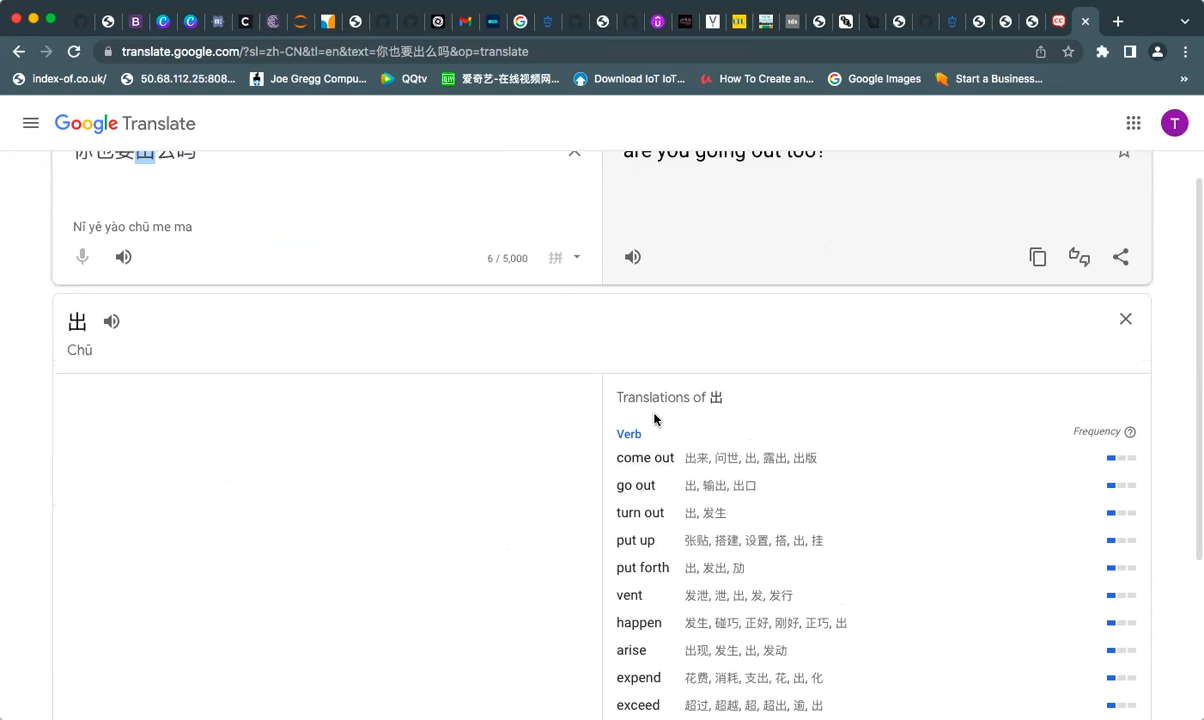 translate.google.com/?sl=zh-CN&tl=en&text=你也要出么吗&op=translate
index-of.co.uk/
50.68.112.25:808...
Joe Gregg Compu...
QQtv
爱奇艺-在线视频网...
Download IoT IoT...
How To Create an...
Google Images
Start a Business...
»
Google Translate
T
你也要出么吗
are you going out too?
Nǐ yě yào chū me ma
6 / 5,000
拼
出
Chū
Translations of 出
Verb
Frequency
come out 出来, 问世, 出, 露出, 出版
go out 出, 输出, 出口
turn out 出, 发生
put up 张贴, 搭建, 设置, 搭, 出, 挂
put forth 出, 发出, 劢
vent 发泄, 泄, 出, 发, 发行
happen 发生, 碰巧, 正好, 刚好, 正巧, 出
arise 出现, 发生, 出, 发动
expend 花费, 消耗, 支出, 花, 出, 化
exceed 超过, 超越, 超, 超出, 逾, 出